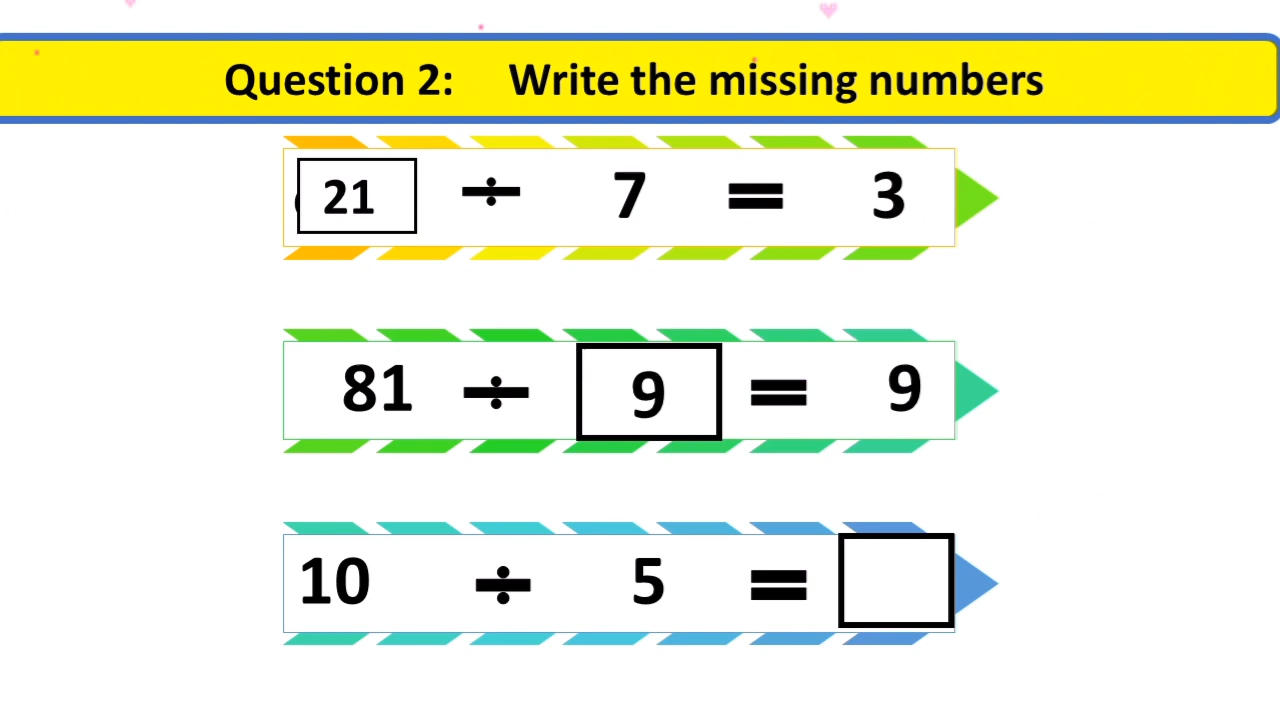 Question 2: Write the missing numbers
21 ÷ 7 = 3
81 ÷ 9 = 9
10 ÷ 5 =